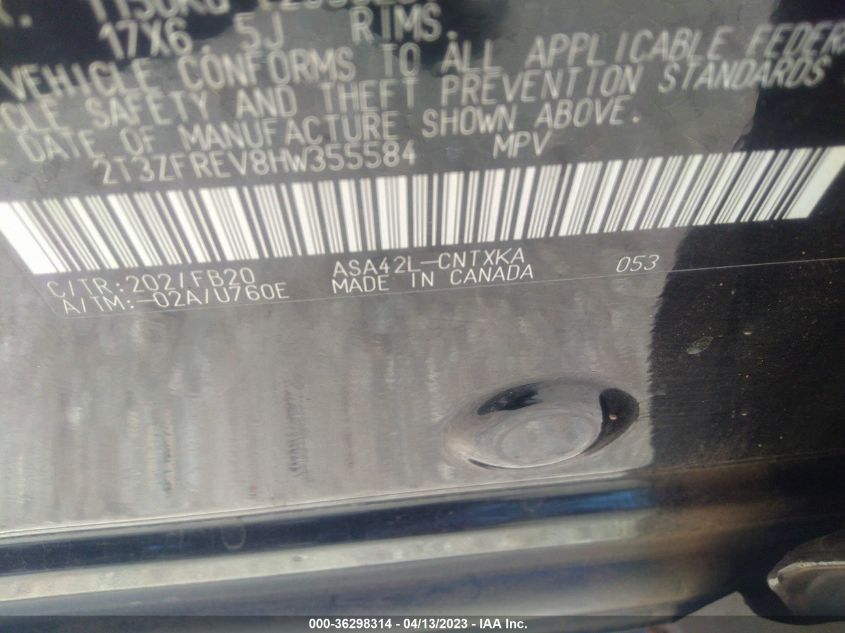 17X6.5J RIMS.
VEHICLE CONFORMS TO ALL APPLICABLE FEDER
CLE SAFETY AND THEFT PREVENTION STANDARDS
DATE OF MANUFACTURE SHOWN ABOVE.
2T3ZFREV8HW355584 MPV
C/TR:202/FB20 ASA42L-CNTXKA 053
A/TM:-02A/U760E MADE IN CANADA
000-36298314 - 04/13/2023 - IAA Inc.